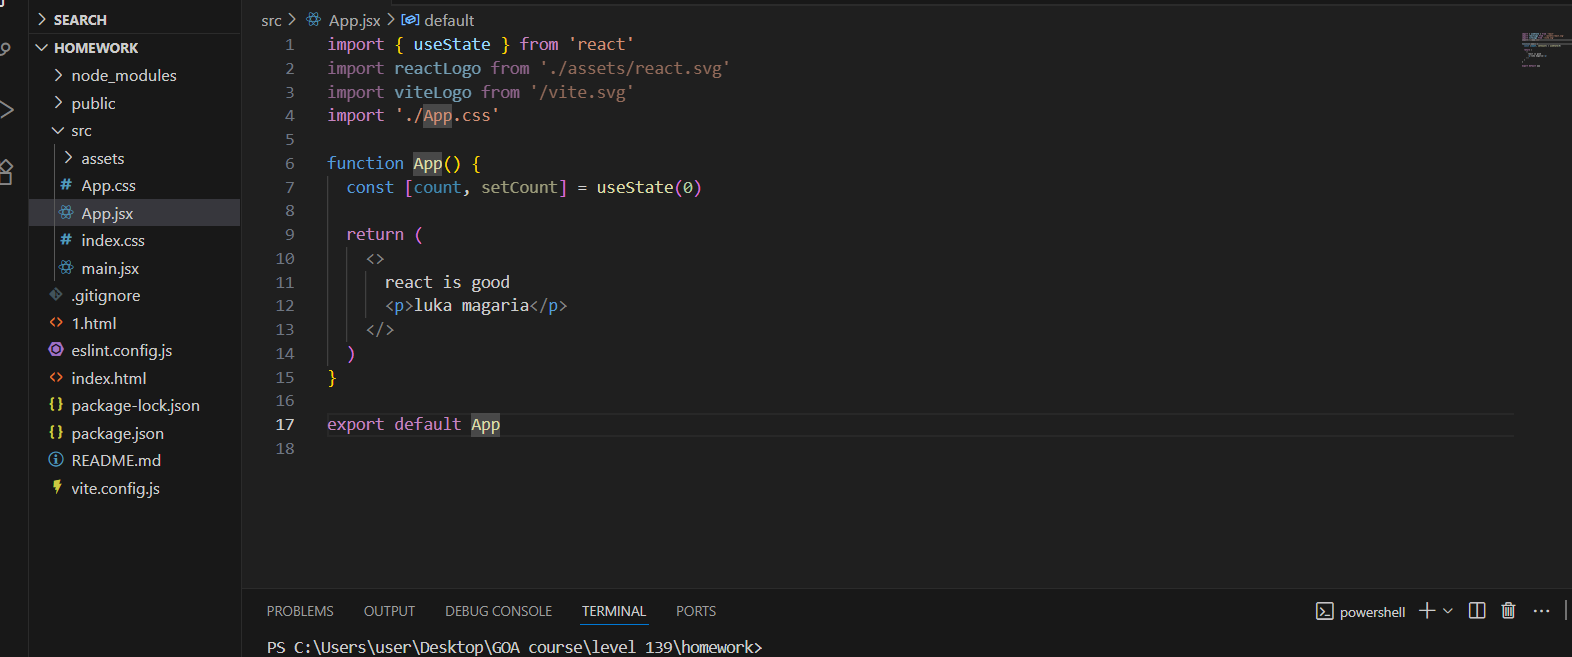 SEARCH
HOMEWORK
node_modules
public
src
assets
App.css
App.jsx
index.css
main.jsx
.gitignore
1.html
eslint.config.js
index.html
package-lock.json
package.json
README.md
vite.config.js
src > App.jsx > default
1 import { useState } from 'react'
2 import reactLogo from './assets/react.svg'
3 import viteLogo from '/vite.svg'
4 import './App.css'
5
6 function App() {
7 const [count, setCount] = useState(0)
8
9 return (
10 <>
11 react is good
12 <p>luka magaria</p>
13 </>
14 )
15 }
16
17 export default App
18
PROBLEMS OUTPUT DEBUG CONSOLE TERMINAL PORTS powershell
PS C:\Users\user\Desktop\GOA course\level 139\homework>